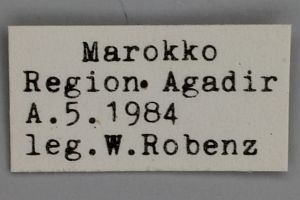 Marokko
Region. Agadir
A.5.1984
leg.W.Robenz